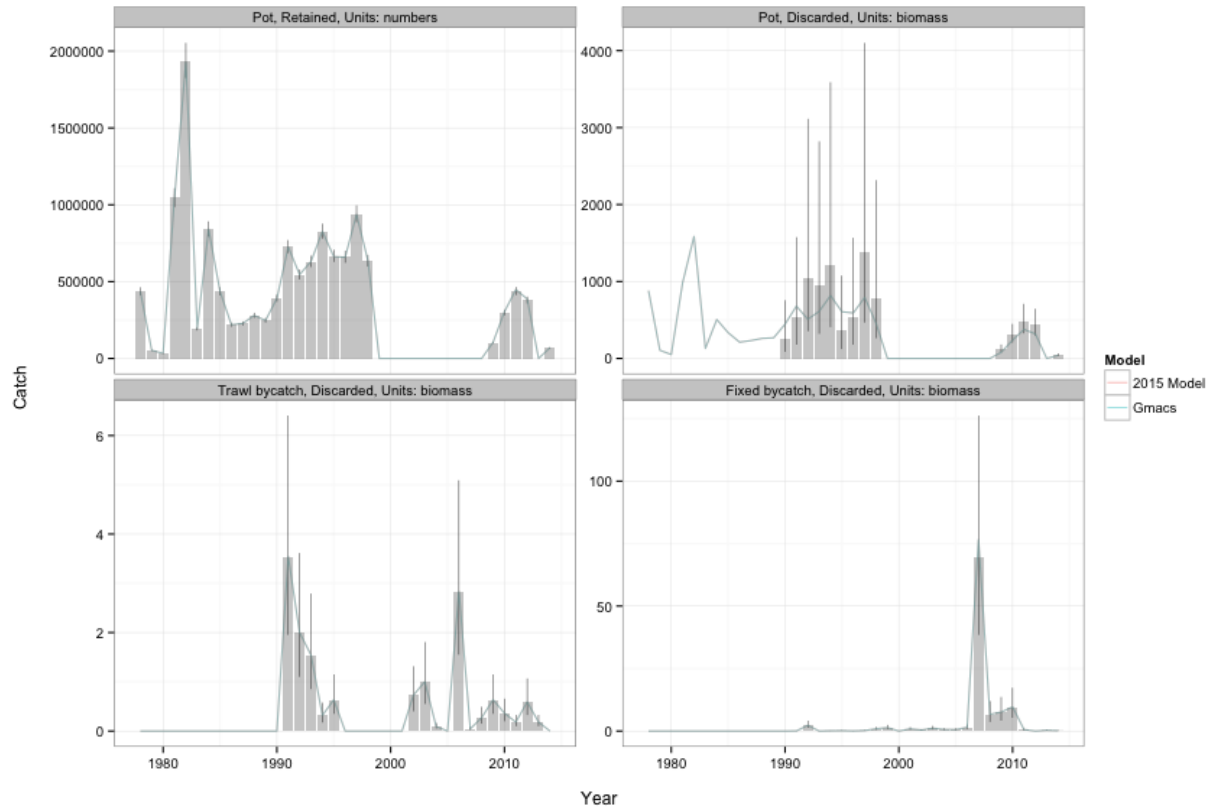 Pot, Retained, Units: numbers
Pot, Discarded, Units: biomass
2000000
1500000
1000000
500000
0
4000
3000
2000
1000
0
Trawl bycatch, Discarded, Units: biomass
Fixed bycatch, Discarded, Units: biomass
6
4
2
0
100
50
0
1980 1990 2000 2010
1980 1990 2000 2010
Catch
Year
Model
2015 Model
Gmacs